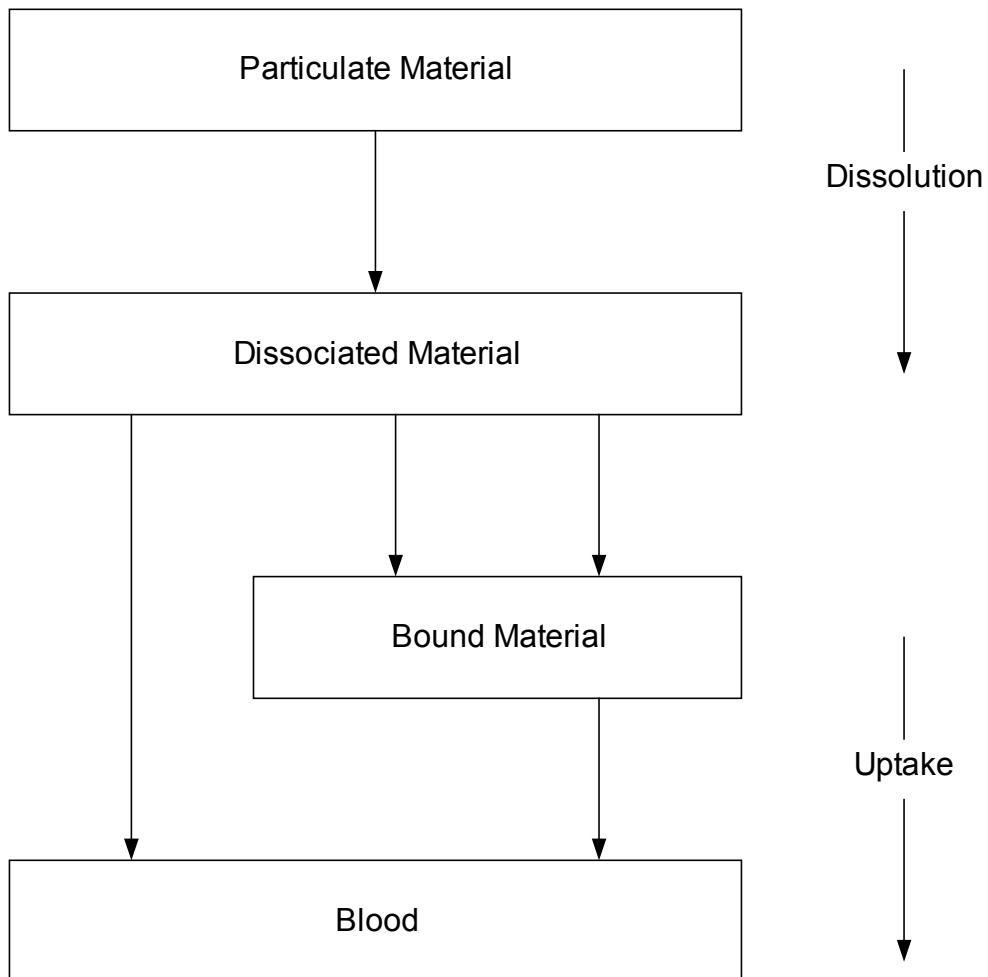 Particulate Material
Dissolution
Dissociated Material
Bound Material
Uptake
Blood